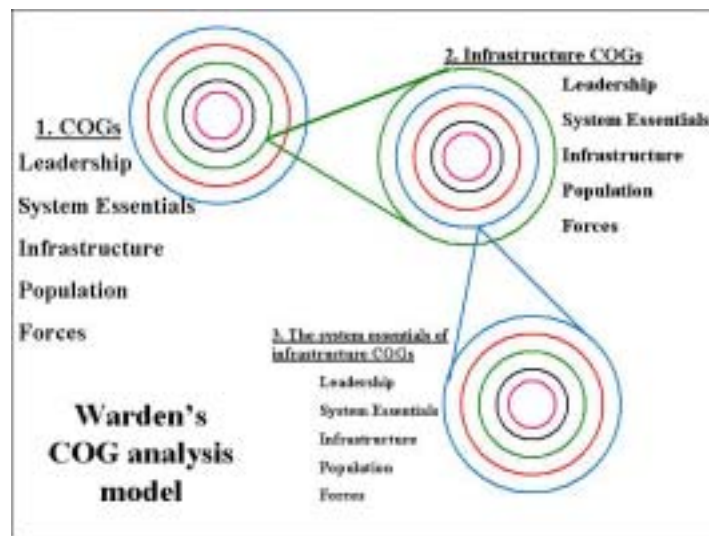 1. COGs
Leadership
System Essentials
Infrastructure
Population
Forces
2. Infrastructure COGs
Leadership
System Essentials
Infrastructure
Population
Forces
3. The system essentials of
infrastructure COGs
Leadership
System Essentials
Infrastructure
Population
Forces
Warden's
COG analysis
model